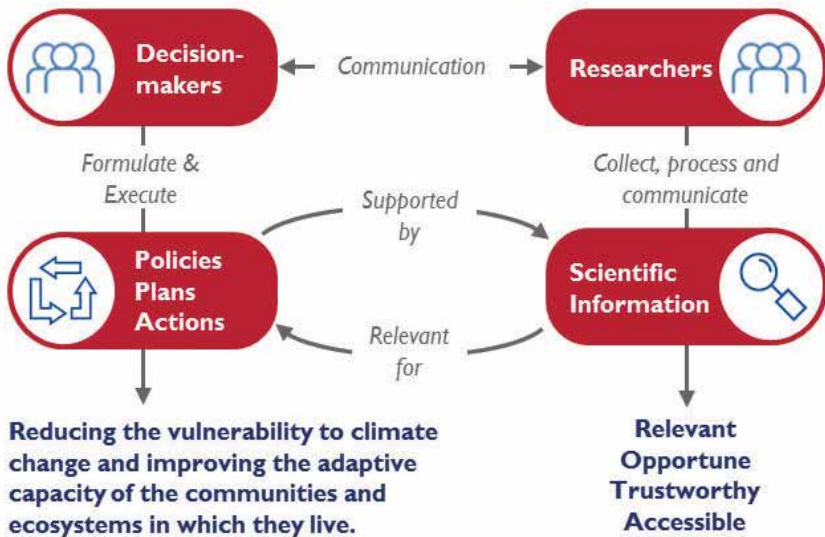 Decision-
makers
Communication
Researchers
Formulate &
Execute
Collect, process and
communicate
Supported
by
Policies
Plans
Actions
Scientific
Information
Relevant
for
Reducing the vulnerability to climate
change and improving the adaptive
capacity of the communities and
ecosystems in which they live.
Relevant
Opportune
Trustworthy
Accessible